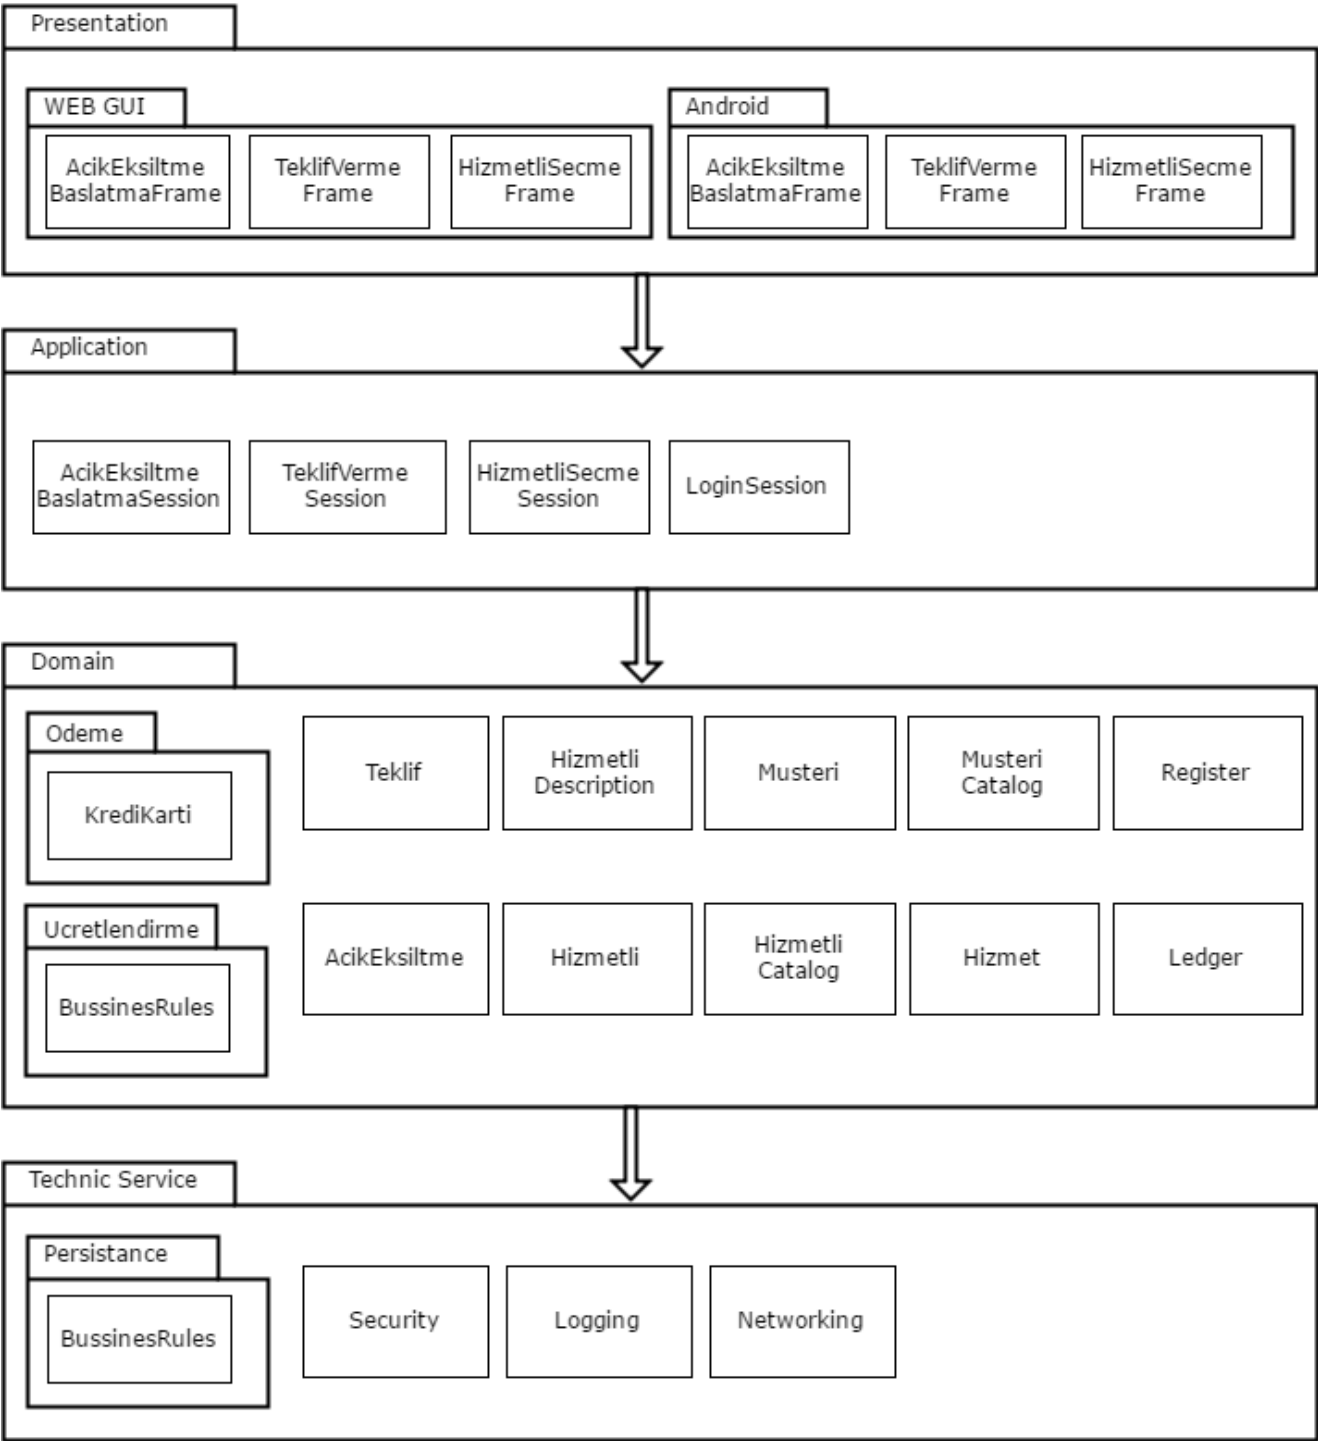 Presentation
WEB GUI
AcikEksiltme
BaslatmaFrame
TeklifVerme
Frame
HizmetliSecme
Frame
Android
AcikEksiltme
BaslatmaFrame
TeklifVerme
Frame
HizmetliSecme
Frame
Application
AcikEksiltme
BaslatmaSession
TeklifVerme
Session
HizmetliSecme
Session
LoginSession
Domain
Odeme
KrediKarti
Teklif
Hizmetli
Description
Musteri
Musteri
Catalog
Register
Ucretlendirme
BussinesRules
AcikEksiltme
Hizmetli
Hizmetli
Catalog
Hizmet
Ledger
Technic Service
Persistance
BussinesRules
Security
Logging
Networking